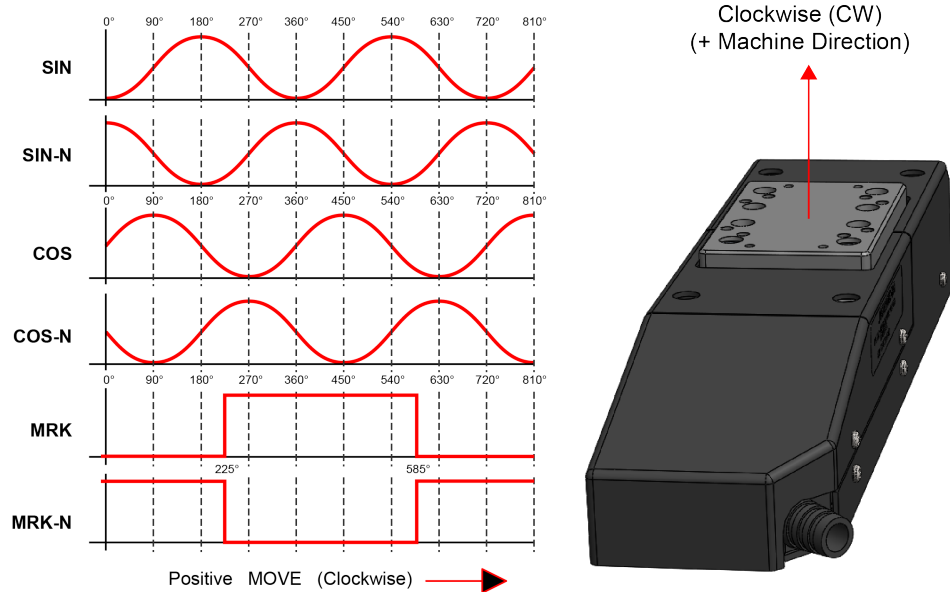 0° 90° 180° 270° 360° 450° 540° 630° 720° 810°
SIN
SIN-N
0° 90° 180° 270° 360° 450° 540° 630° 720° 810°
COS
COS-N
0° 90° 180° 270° 360° 450° 540° 630° 720° 810°
MRK
225° 585°
MRK-N
Positive MOVE (Clockwise)
Clockwise (CW)
(+ Machine Direction)